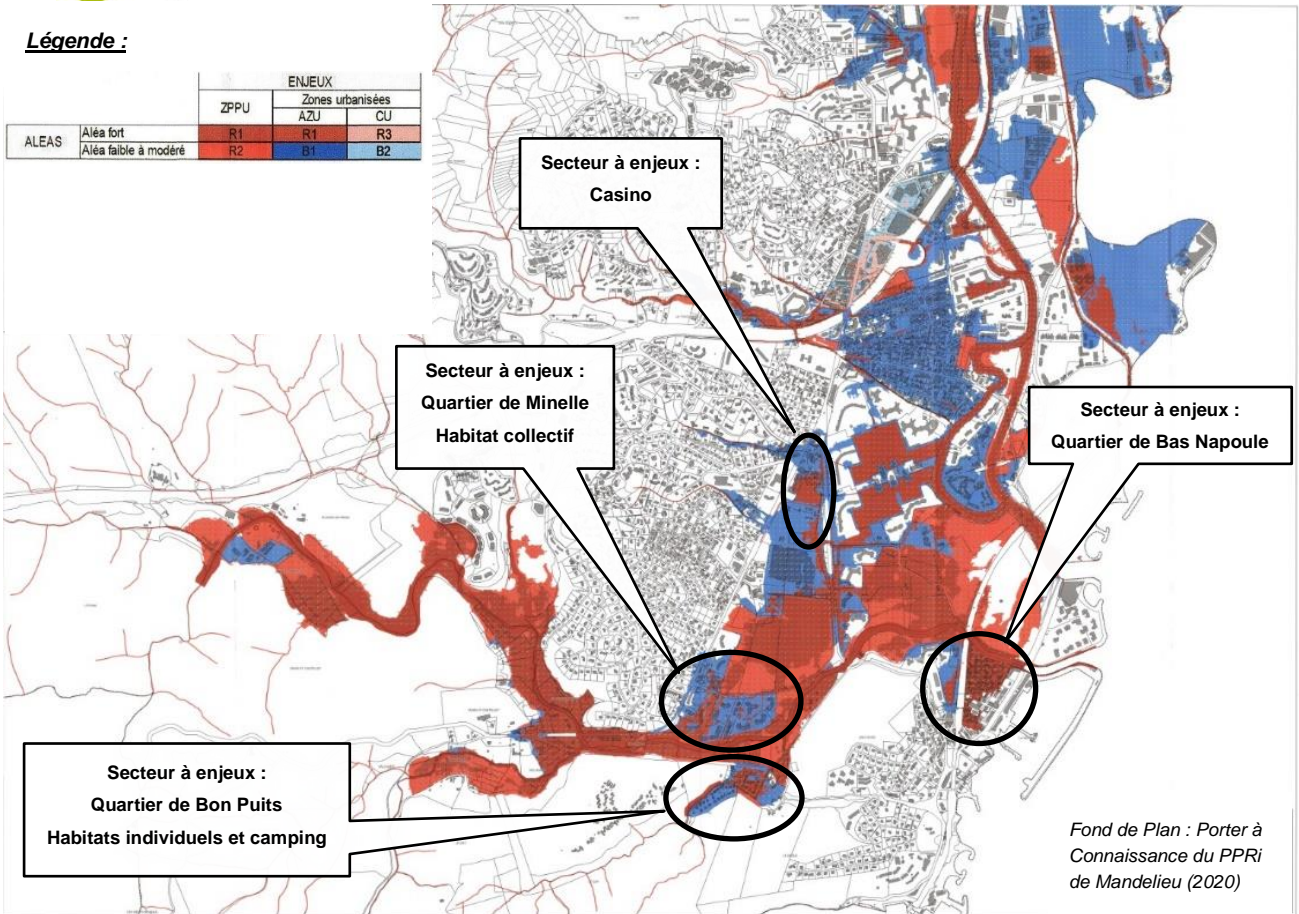 Légende :
ENJEUX
ZPPU
Zones urbanisées
AZU CU
ALEAS
Aléa fort R1 R1 R3
Aléa faible à modéré R2 B1 B2
Secteur à enjeux :
Casino
Secteur à enjeux :
Quartier de Minelle
Habitat collectif
Secteur à enjeux :
Quartier de Bas Napoule
Secteur à enjeux :
Quartier de Bon Puits
Habitats individuels et camping
Fond de Plan : Porter à
Connaissance du PPRi
de Mandelieu (2020)